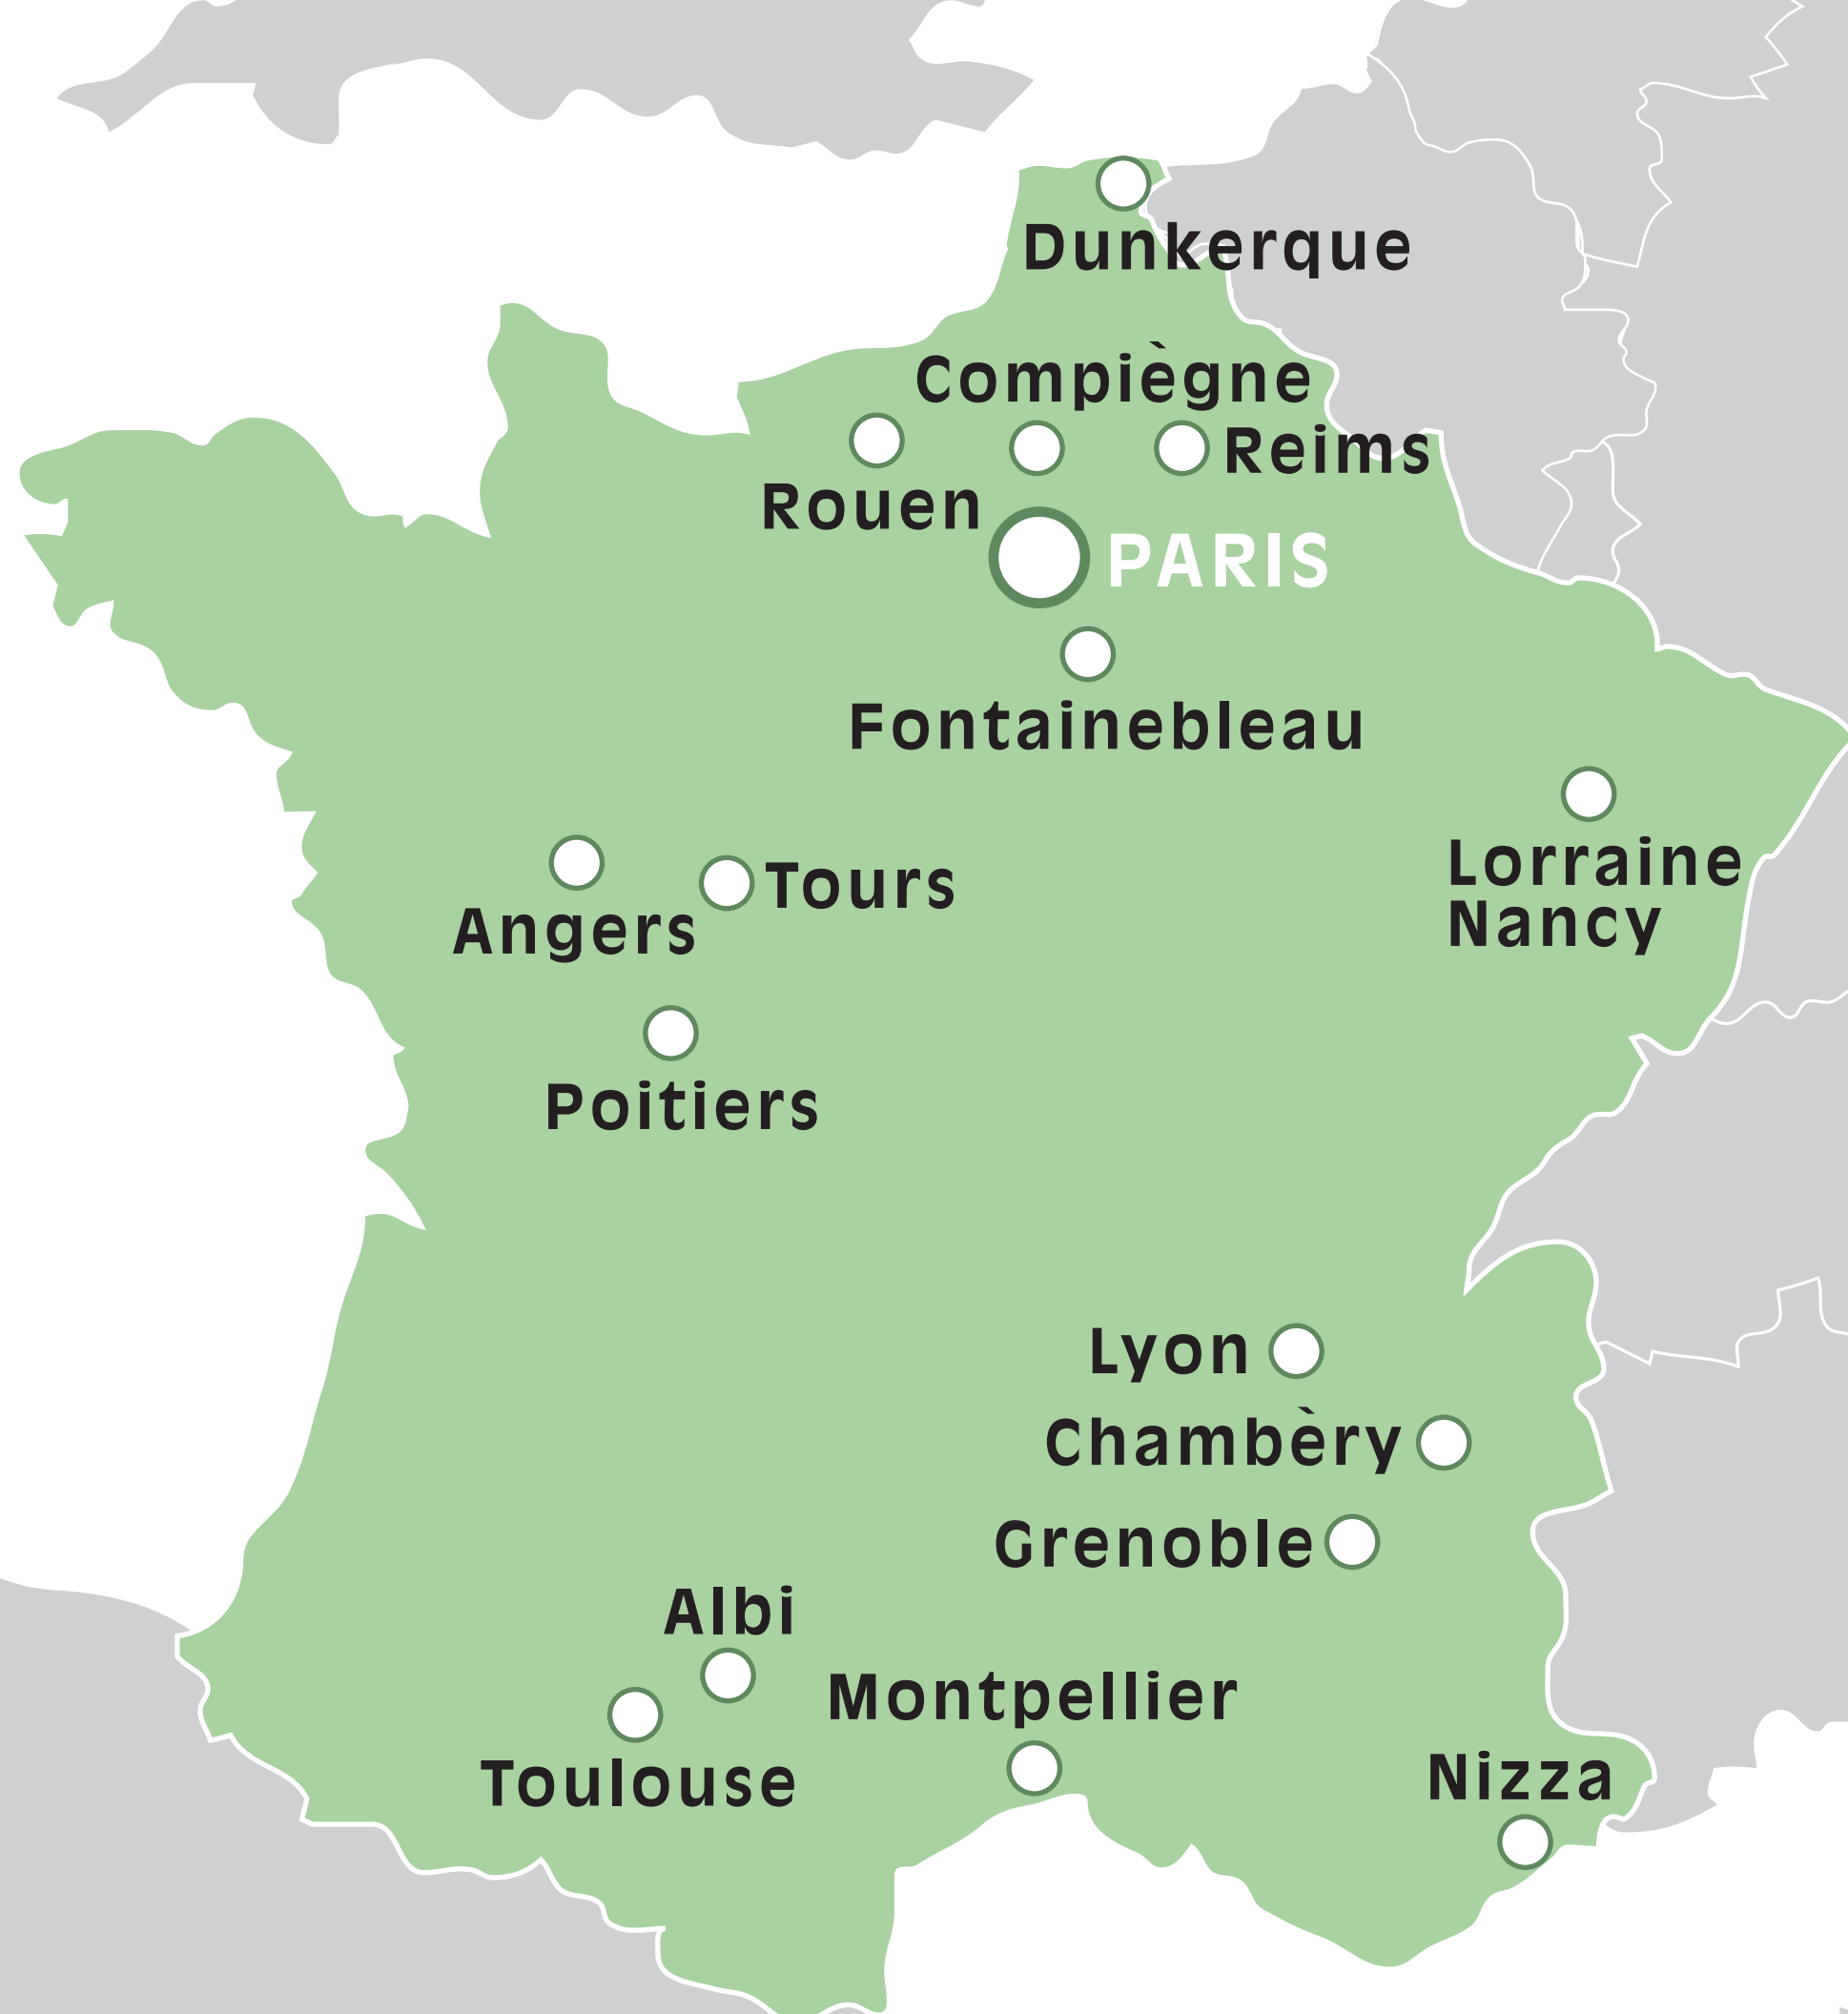 Dunkerque
Compiègne
Reims
Rouen
PARIS
Fontainebleau
Lorraine
Nancy
Tours
Angers
Poitiers
Lyon
Chambèry
Grenoble
Albi
Montpellier
Toulouse
Nizza